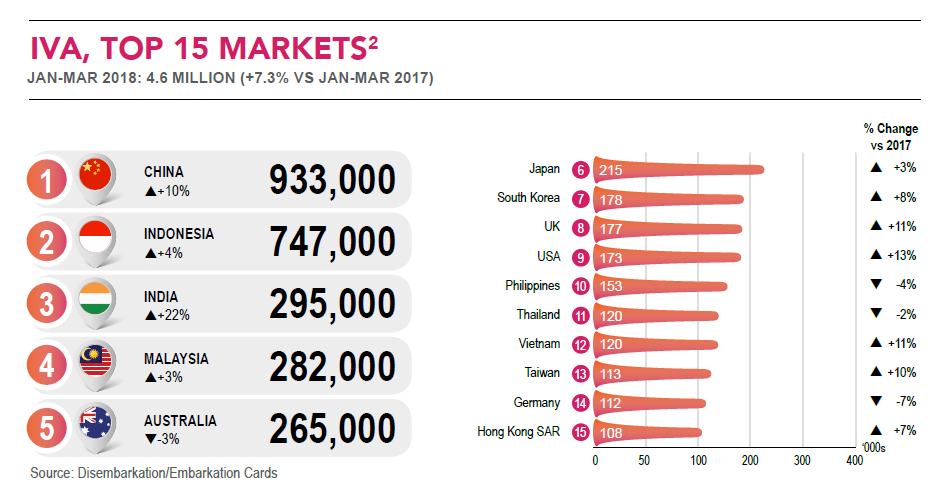 IVA, TOP 15 MARKETS²
JAN-MAR 2018: 4.6 MILLION (+7.3% VS JAN-MAR 2017)
1 CHINA 933,000
▲+10%
2 INDONESIA 747,000
▲+4%
3 INDIA 295,000
▲+22%
4 MALAYSIA 282,000
▲+3%
5 AUSTRALIA 265,000
▼-3%
Source: Disembarkation/Embarkation Cards
% Change
vs 2017
Japan 6 215 ▲ +3%
South Korea 7 178 ▲ +8%
UK 8 177 ▲ +11%
USA 9 173 ▲ +13%
Philippines 10 153 ▼ -4%
Thailand 11 120 ▼ -2%
Vietnam 12 120 ▲ +11%
Taiwan 13 113 ▲ +10%
Germany 14 112 ▼ -7%
Hong Kong SAR 15 108 ▲ +7%
'000s
0 50 100 200 300 400